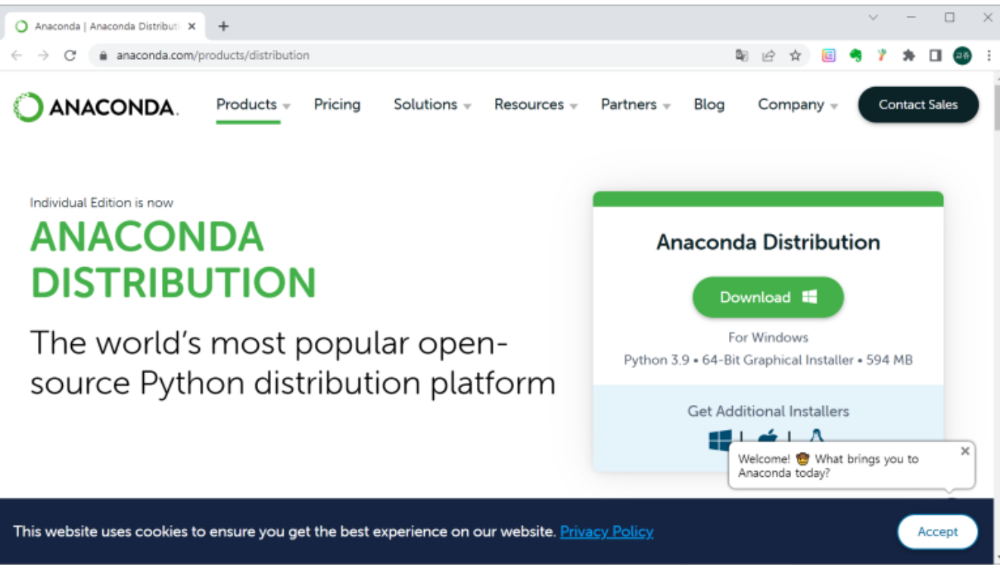 Anaconda | Anaconda Distributi
anaconda.com/products/distribution
교쥬
ANACONDA.
Products
Pricing
Solutions
Resources
Partners
Blog
Company
Contact Sales
Individual Edition is now
ANACONDA
DISTRIBUTION
The world's most popular open-
source Python distribution platform
Anaconda Distribution
Download
For Windows
Python 3.9 • 64-Bit Graphical Installer • 594 MB
Get Additional Installers
Welcome! 🤠 What brings you to
Anaconda today?
This website uses cookies to ensure you get the best experience on our website. Privacy Policy
Accept